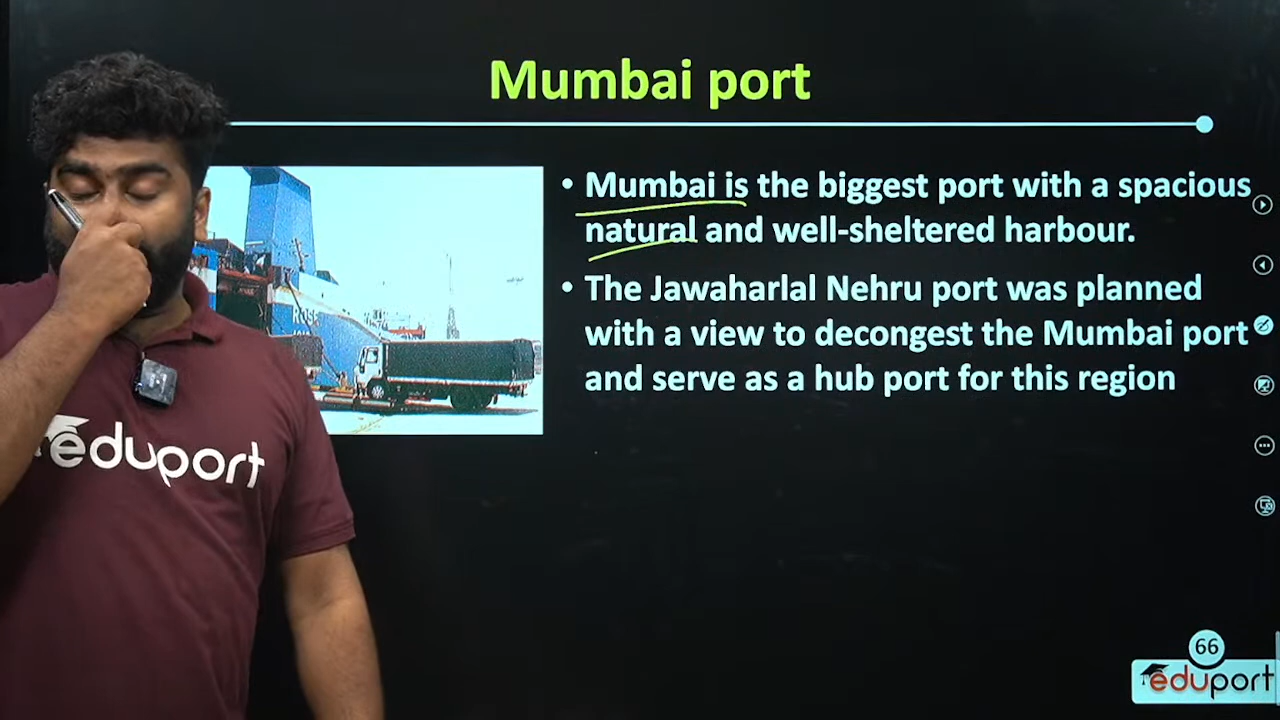 Mumbai port
• Mumbai is the biggest port with a spacious
natural and well-sheltered harbour.
• The Jawaharlal Nehru port was planned
with a view to decongest the Mumbai port
and serve as a hub port for this region
ROSE
eduport
66
eduport